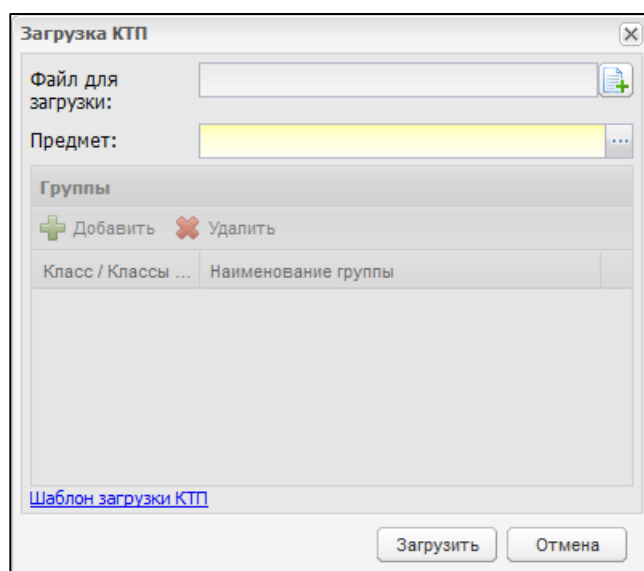 Загрузка КТП
Файл для
загрузки:
Предмет:
...
Группы
Добавить Удалить
Класс / Классы ... Наименование группы
Шаблон загрузки КТП
Загрузить Отмена